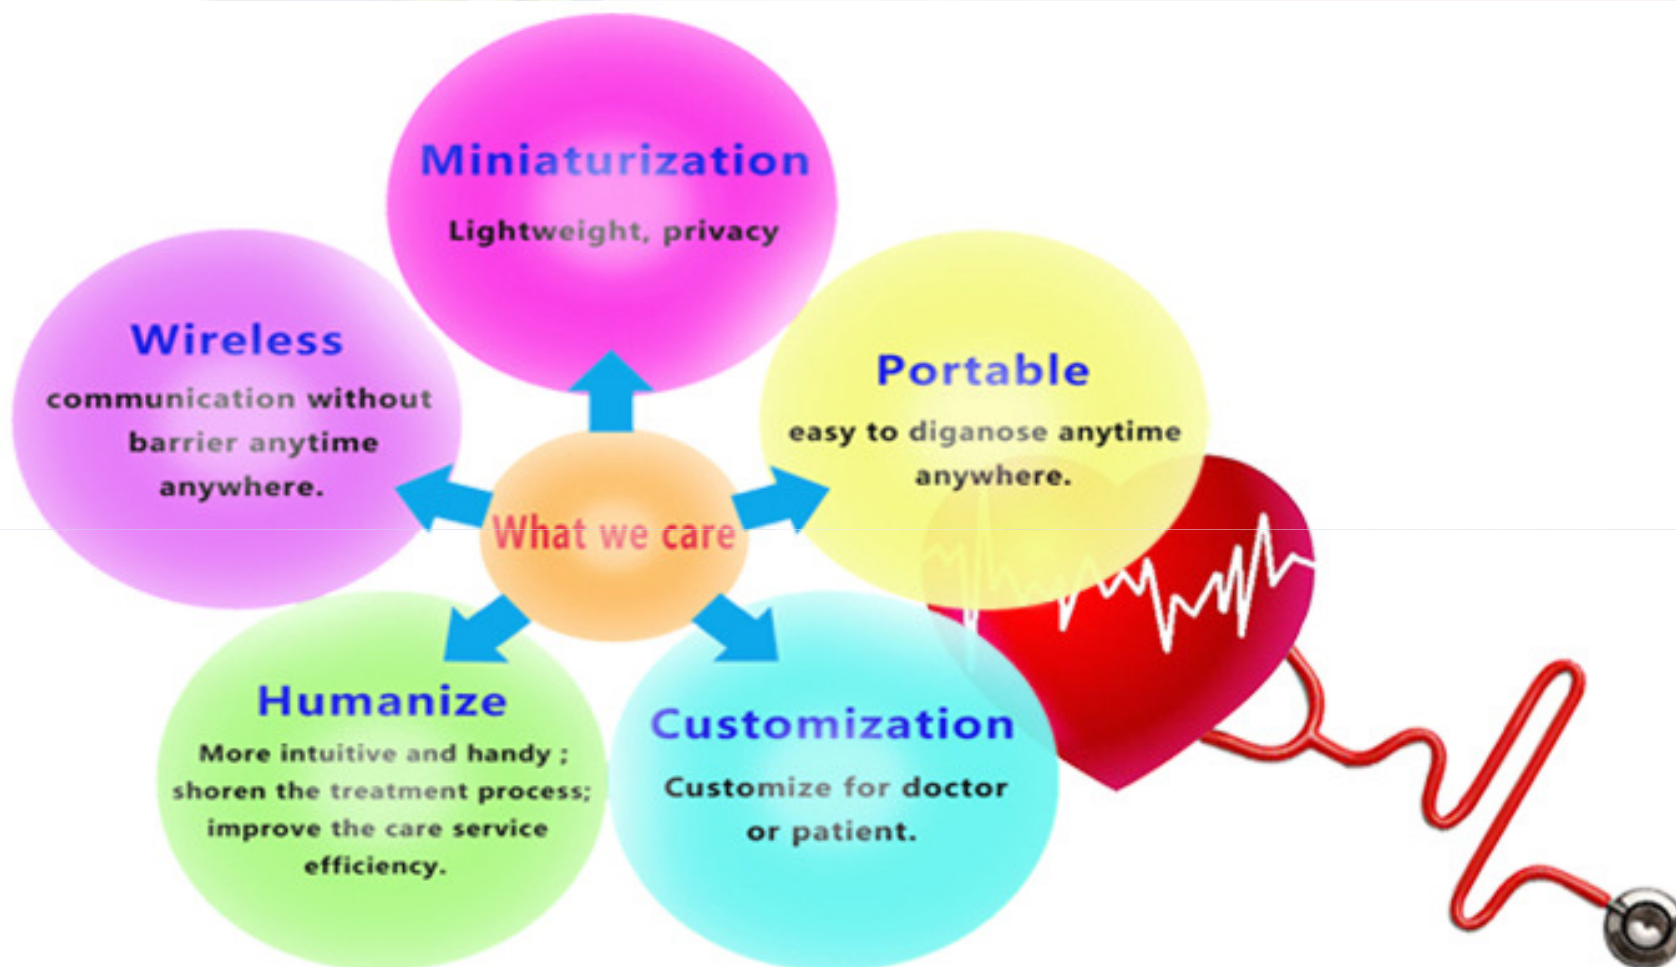 Miniaturization
Lightweight, privacy
Wireless
communication without
barrier anytime
anywhere.
Portable
easy to diganose anytime
anywhere.
What we care
Humanize
More intuitive and handy ;
shoren the treatment process;
improve the care service
efficiency.
Customization
Customize for doctor
or patient.